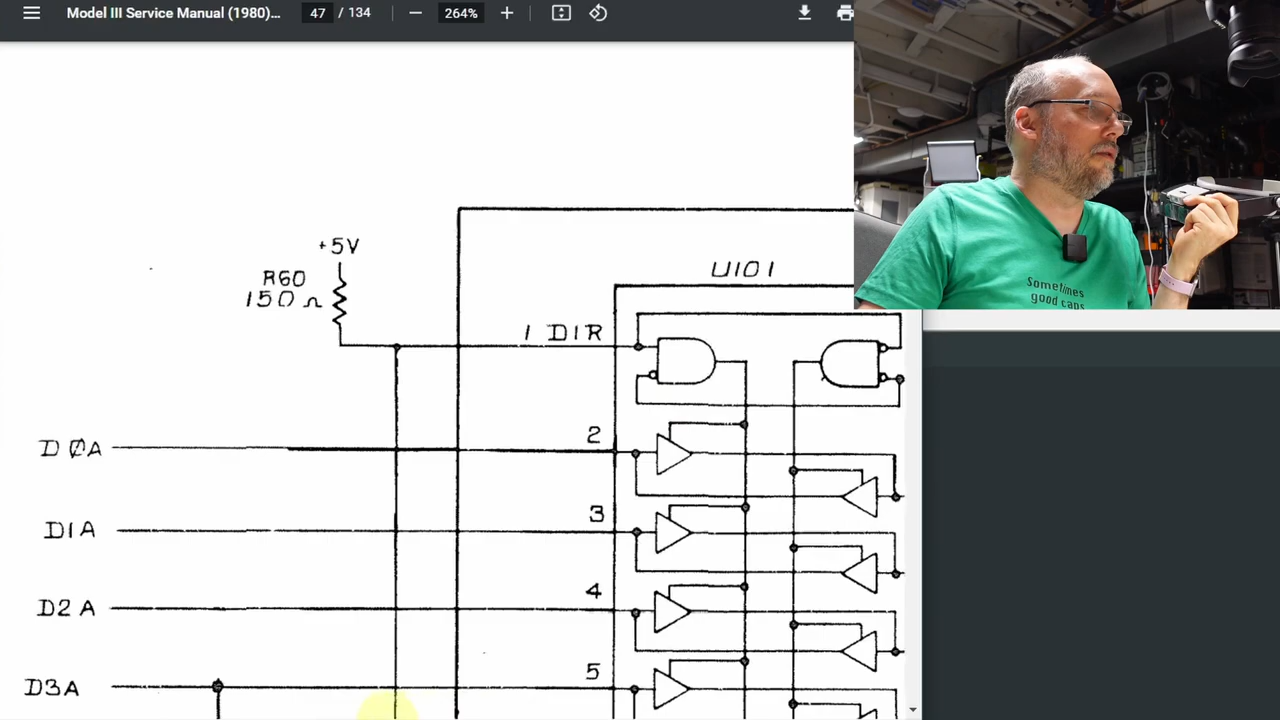 Model III Service Manual (1980)... 47 / 134 264%
+5V
R60
150 Ω
U101
1 DIR
DØA
2
D1A
3
D2A
4
D3A
5
Sometimes
good caps